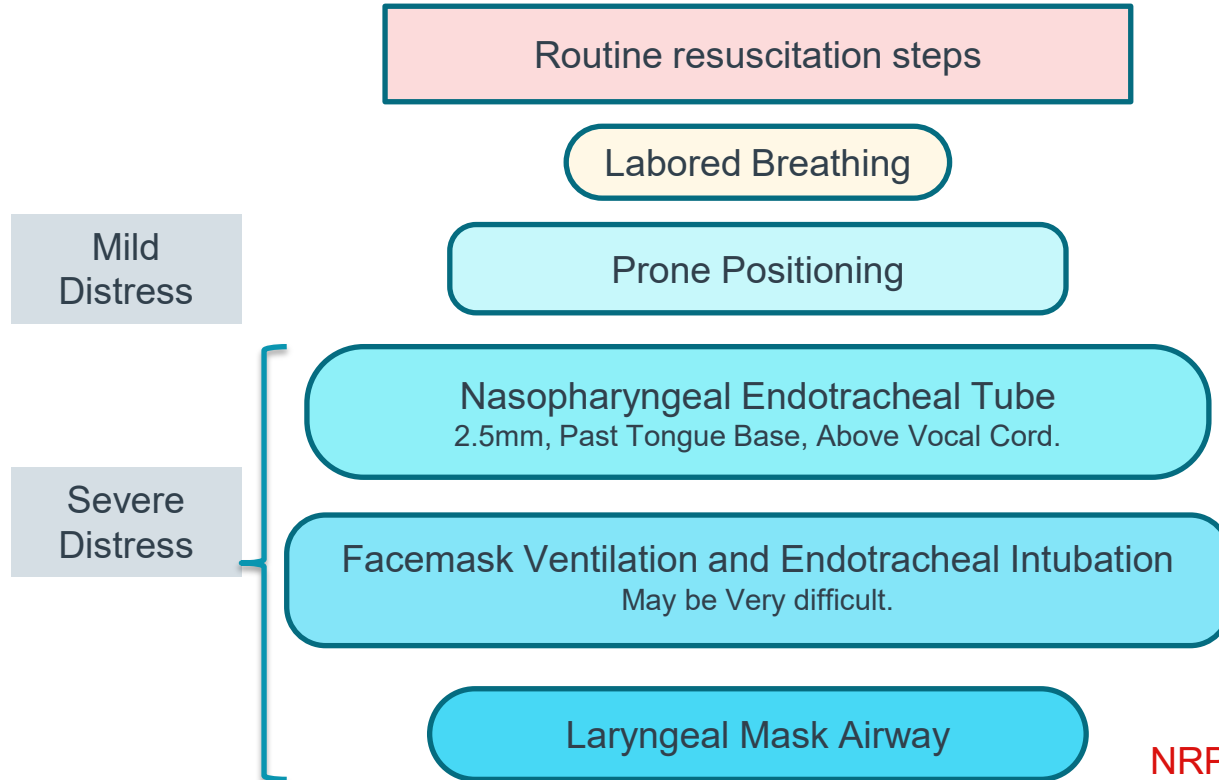 Routine resuscitation steps
Labored Breathing
Mild
Distress
Prone Positioning
Nasopharyngeal Endotracheal Tube
2.5mm, Past Tongue Base, Above Vocal Cord.
Severe
Distress
Facemask Ventilation and Endotracheal Intubation
May be Very difficult.
Laryngeal Mask Airway
NRP